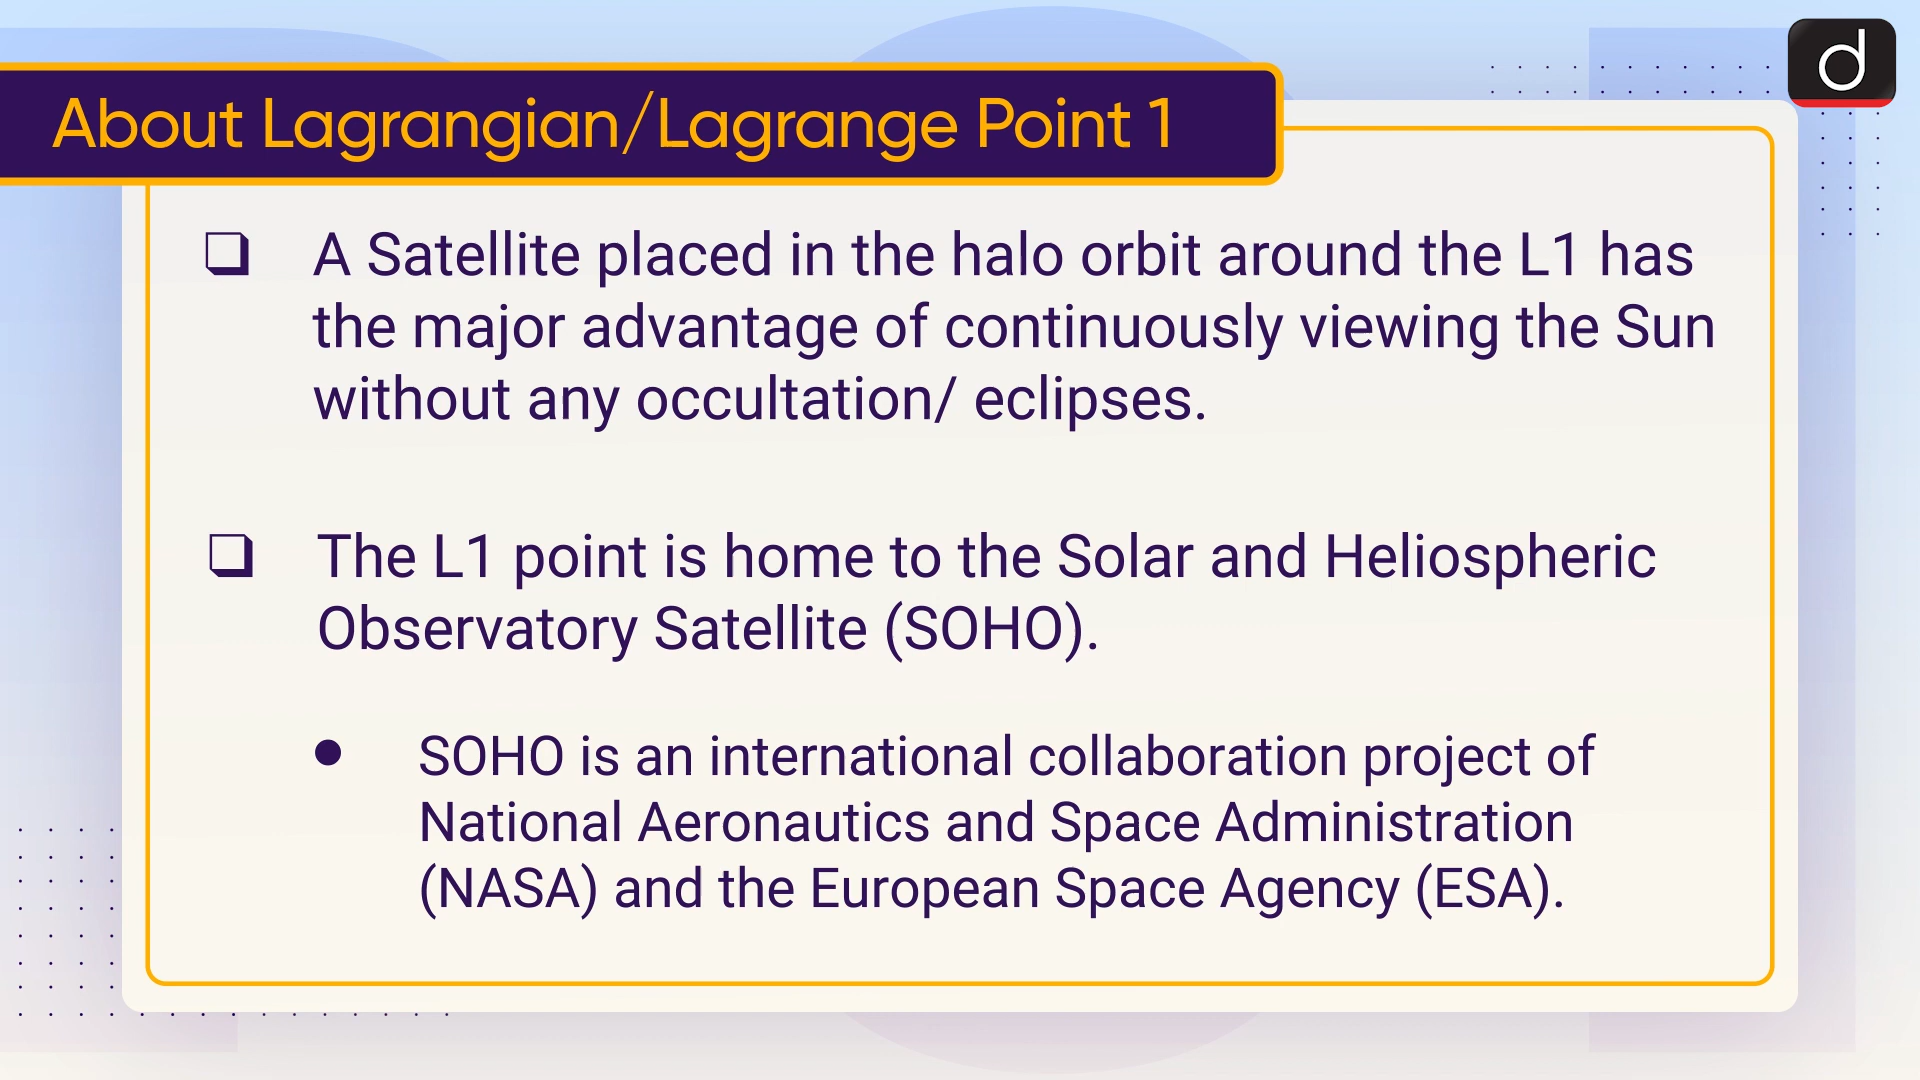 About Lagrangian/Lagrange Point 1
d
❏ A Satellite placed in the halo orbit around the L1 has
the major advantage of continuously viewing the Sun
without any occultation/ eclipses.
❏ The L1 point is home to the Solar and Heliospheric
Observatory Satellite (SOHO).
● SOHO is an international collaboration project of
National Aeronautics and Space Administration
(NASA) and the European Space Agency (ESA).